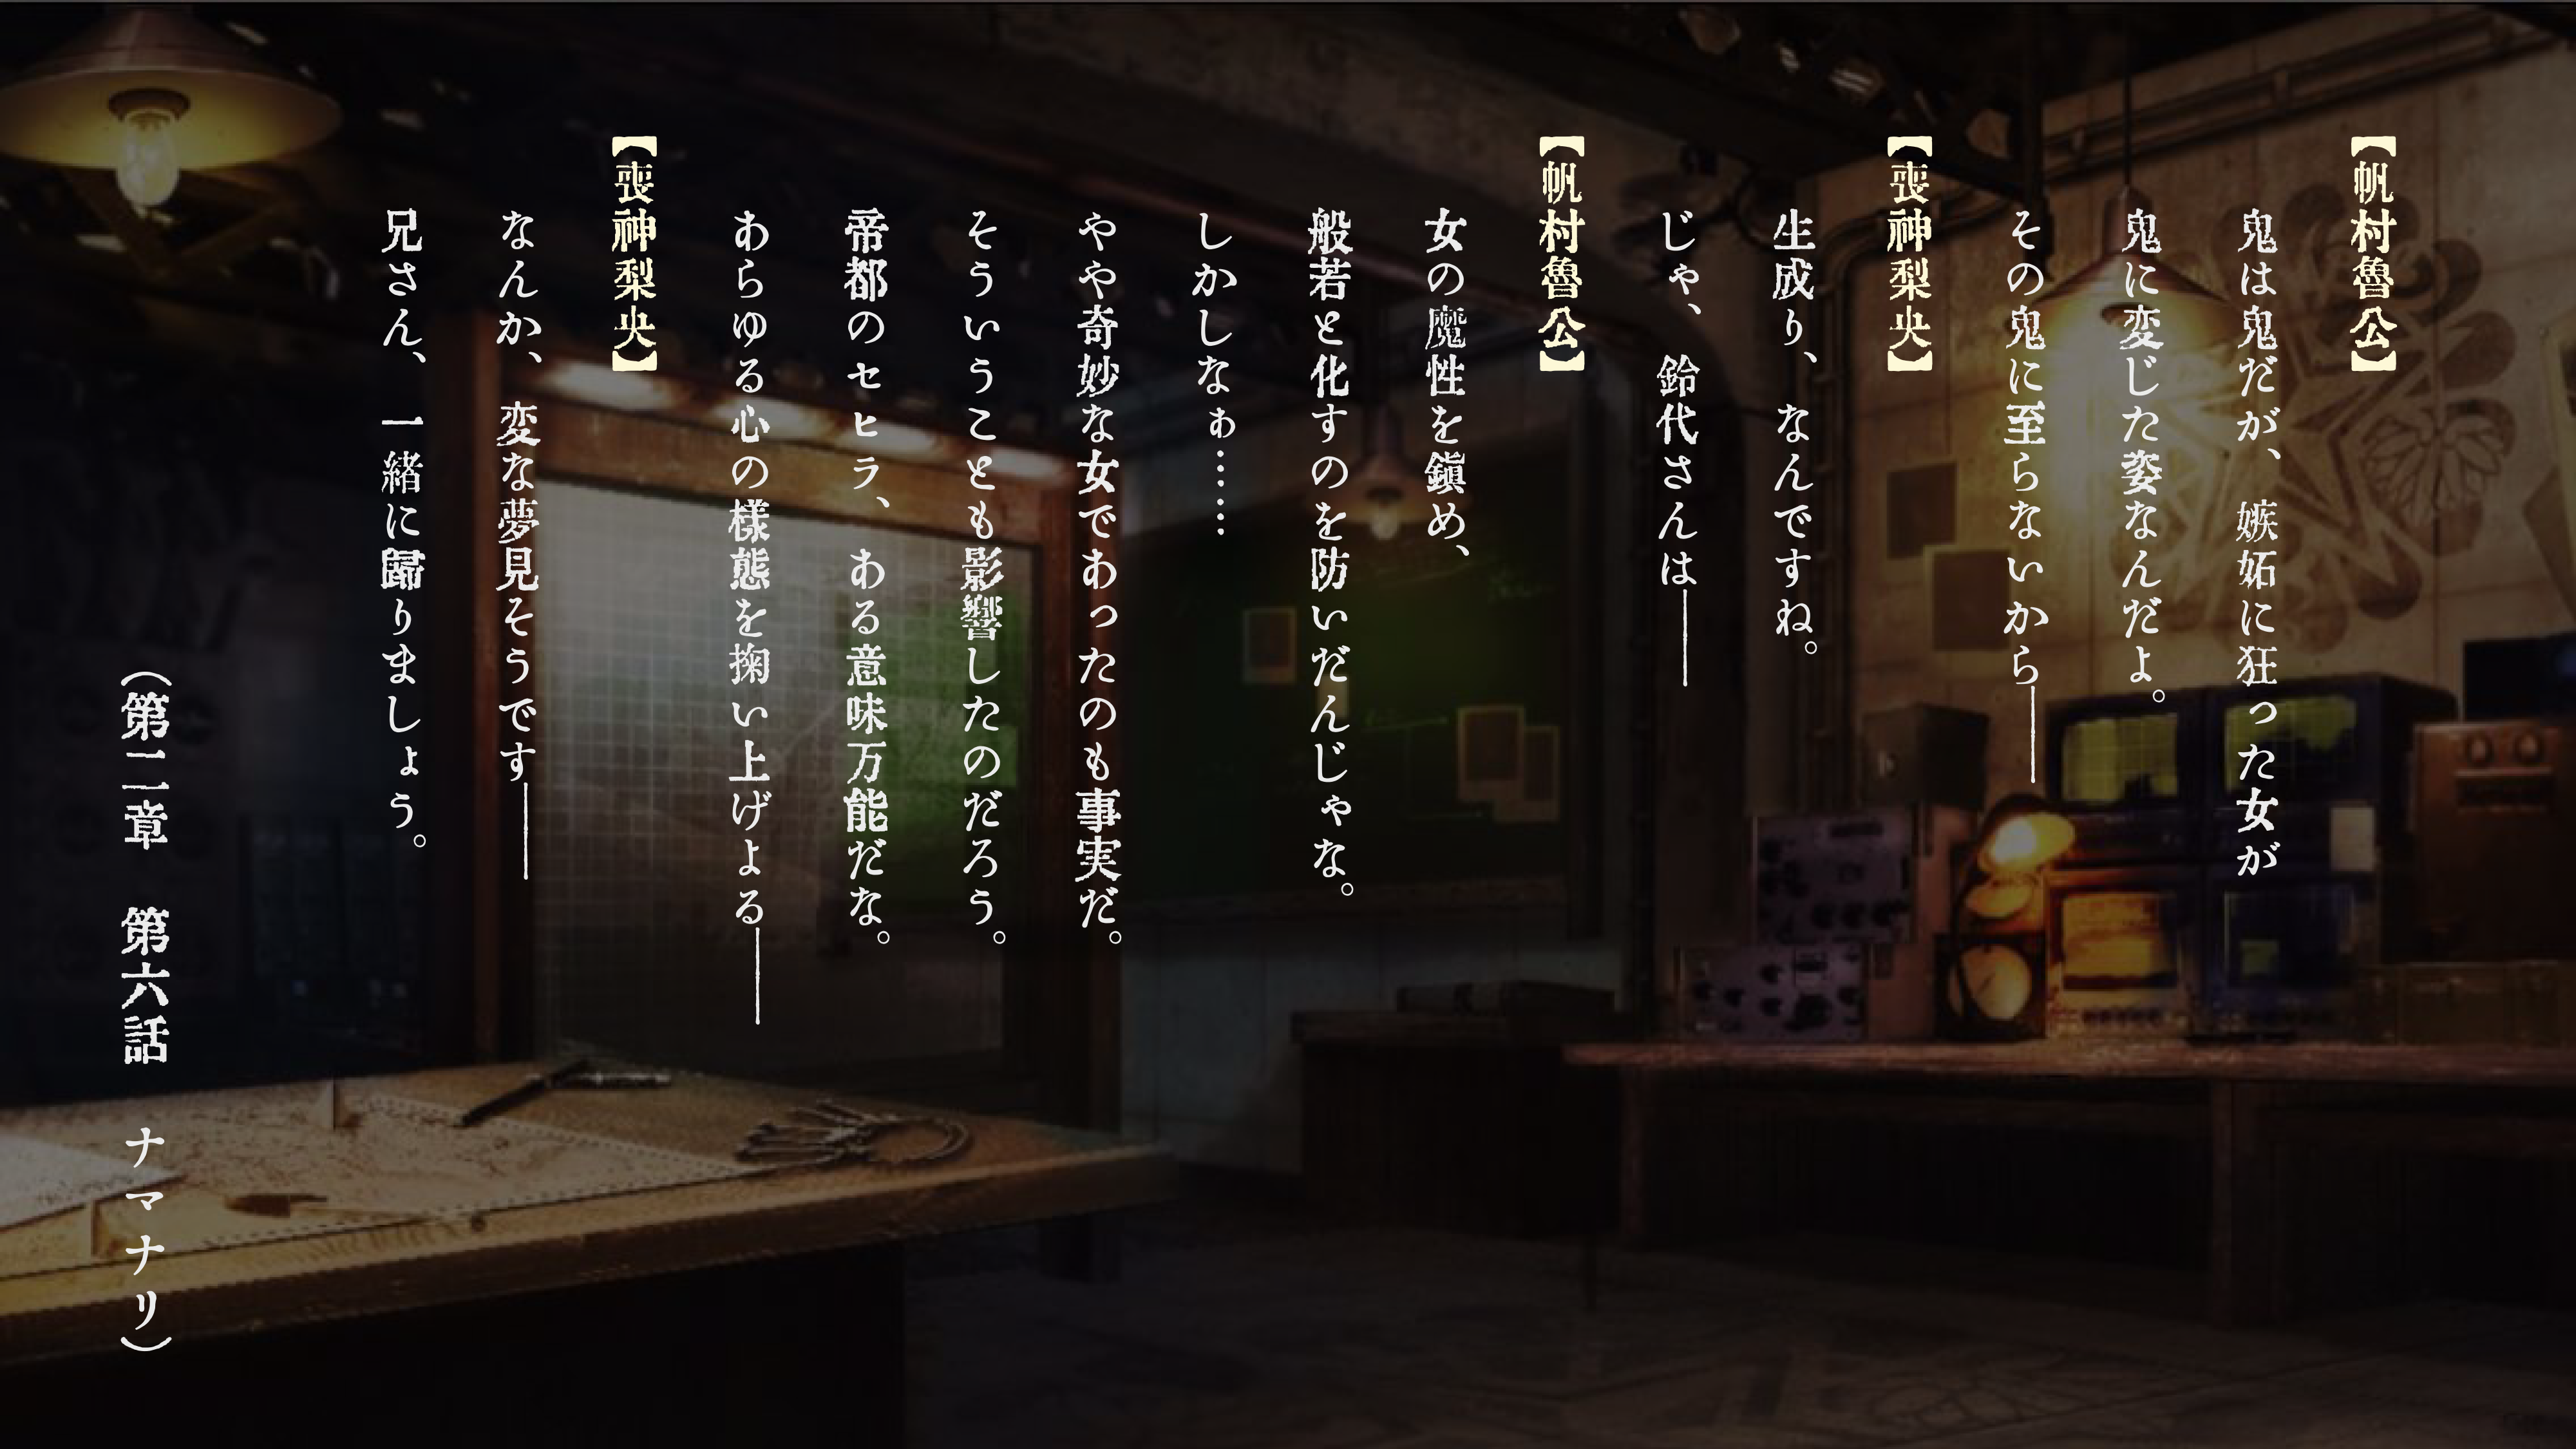 【帆村魯公】
鬼は鬼だが、嫉妬に狂った女が
鬼に変じた姿なんだよ。
その鬼に至らないから――
【喪神梨央】
生成り、なんですね。
じゃ、鈴代さんは――
【帆村魯公】
女の魔性を鎭め、
般若と化すのを防いだんじゃな。
しかしなぁ……
やや奇妙な女であったのも事実だ。
そういうことも影響したのだろう。
帝都のセヒラ、ある意味万能だな。
あらゆる心の様態を掬い上げよる――
【喪神梨央】
なんか、変な夢見そうです――
兄さん、一緒に歸りましょう。
（第二章　第六話　ナマナリ）